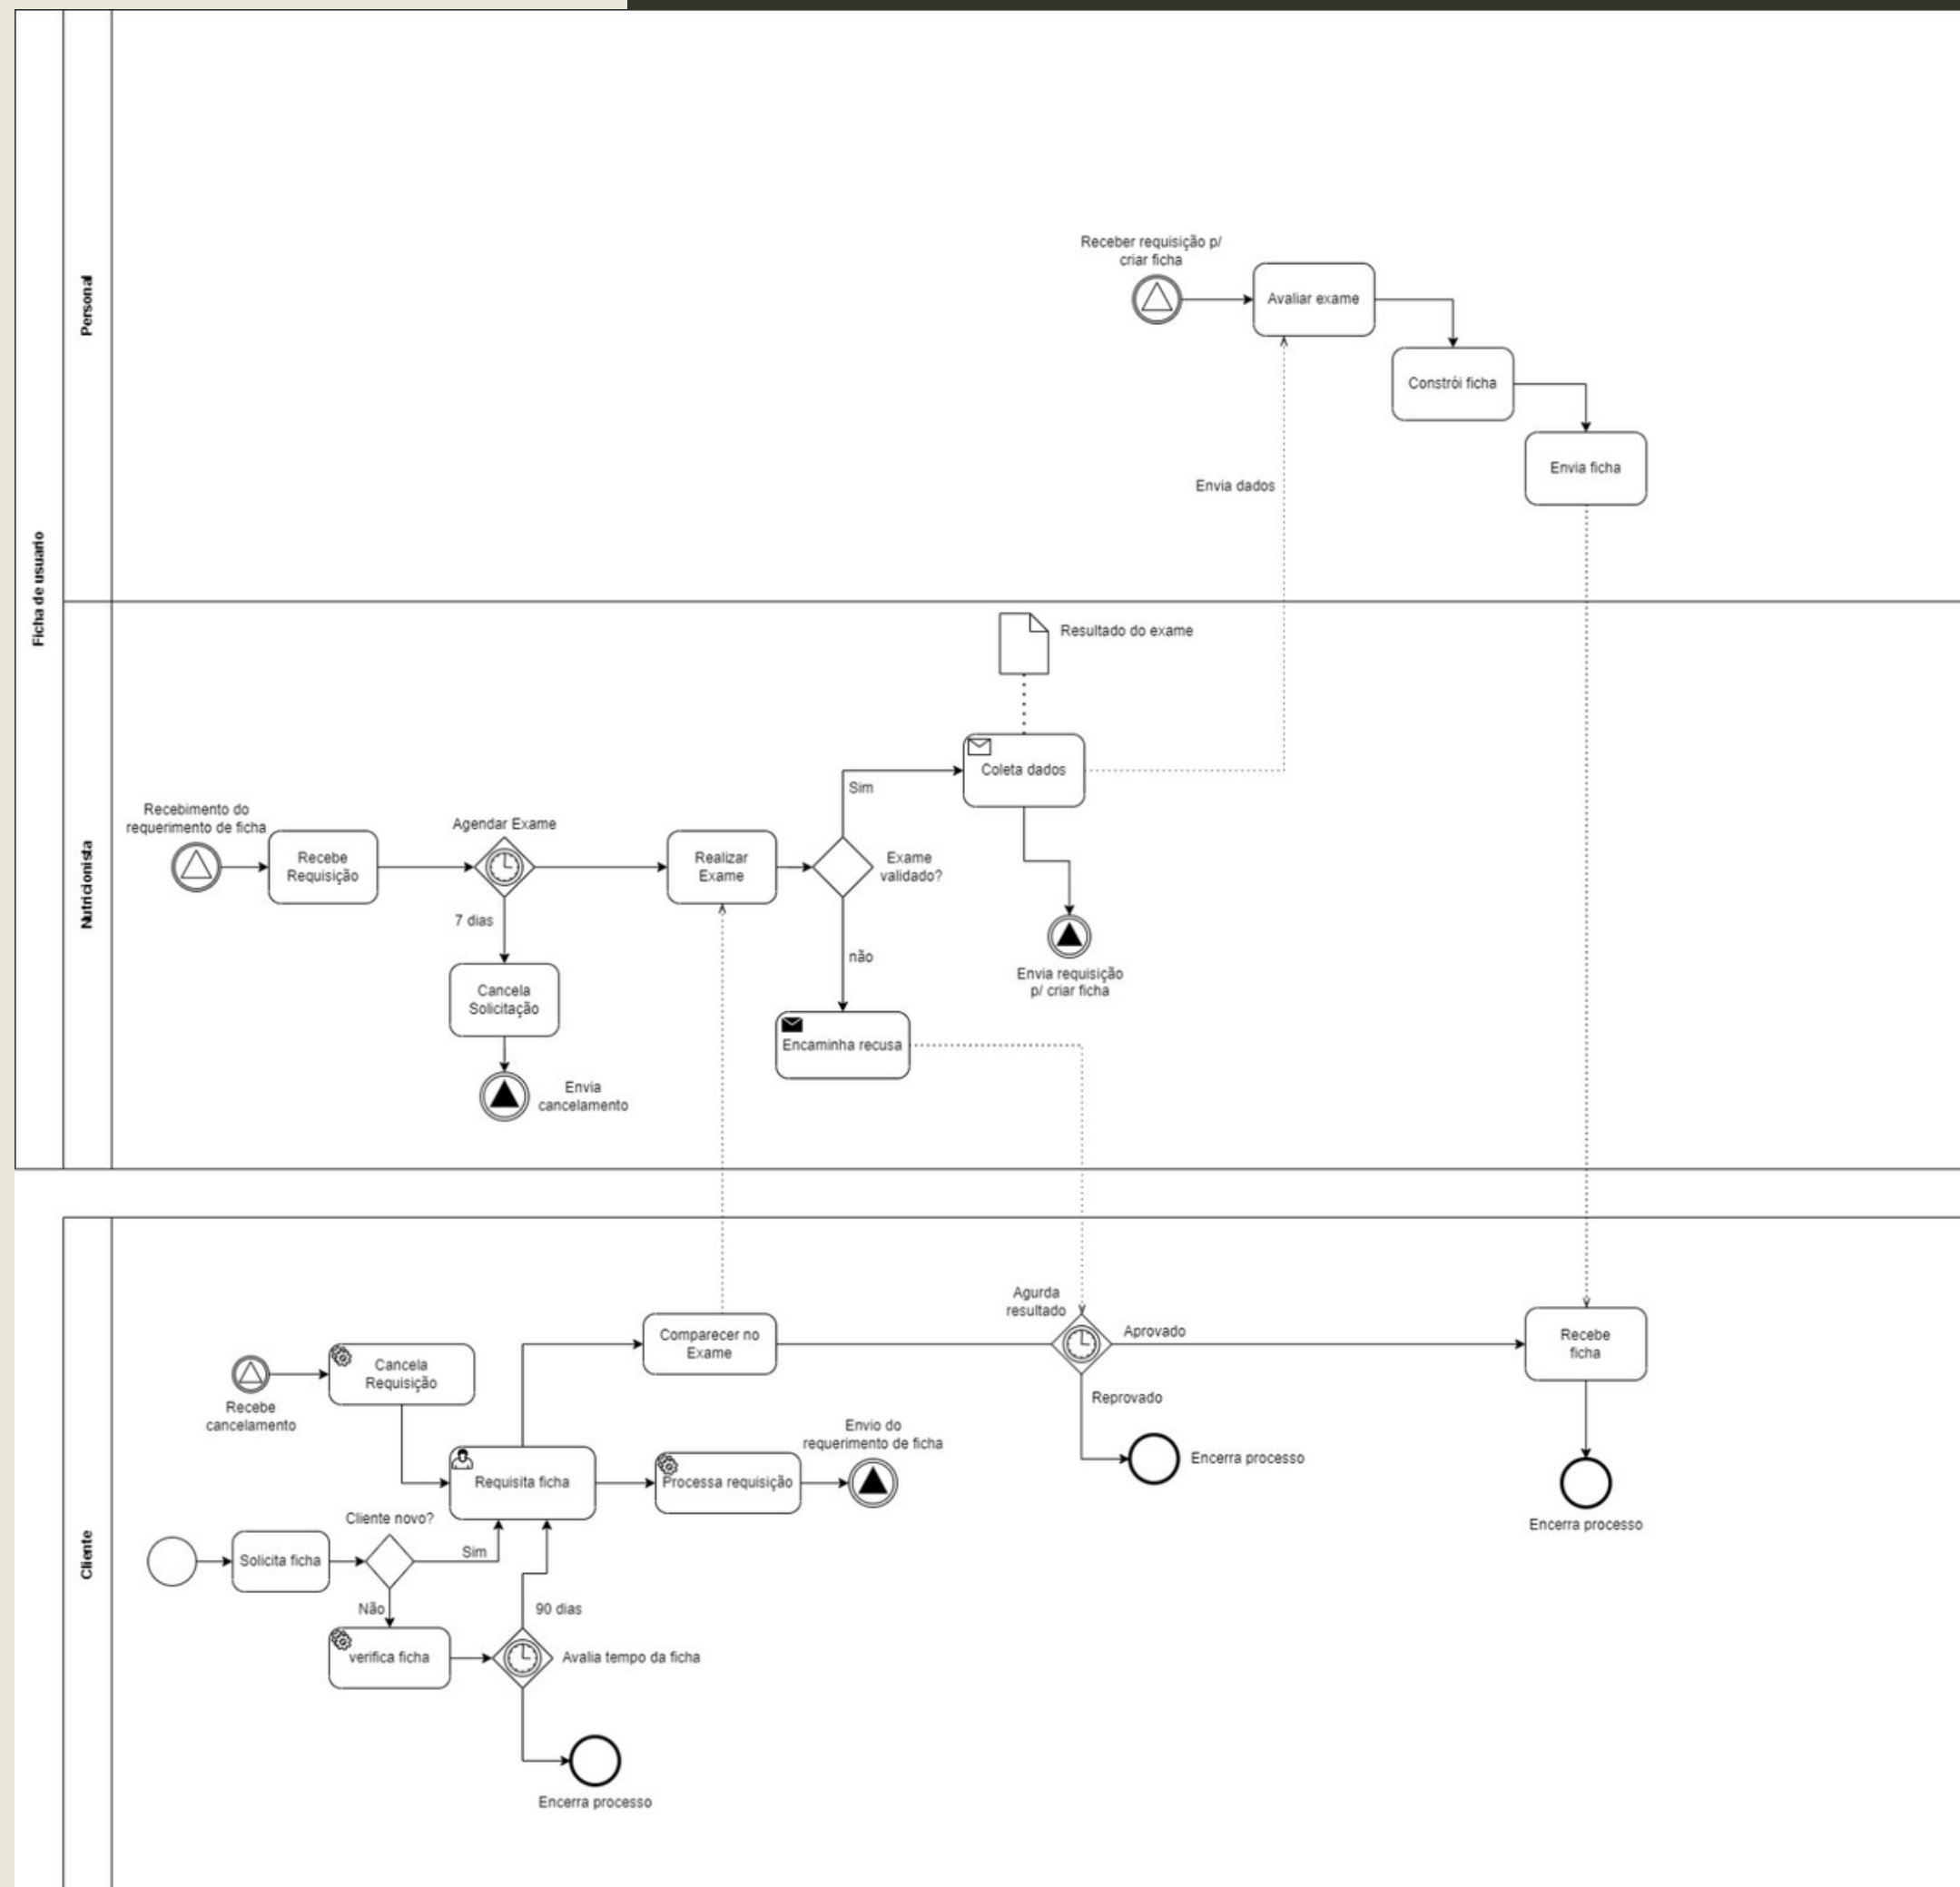 Ficha de usuario
Personal
Receber requisição p/
criar ficha
Avaliar exame
Constrói ficha
Envia ficha
Envia dados
Nutricionista
Resultado do exame
Coleta dados
Sim
Recebimento do
requerimento de ficha
Recebe
Requisição
Agendar Exame
7 dias
Cancela
Solicitação
Envia
cancelamento
Realizar
Exame
Exame
validado?
não
Encaminha recusa
Envia requisição
p/ criar ficha
Cliente
Recebe
cancelamento
Cancela
Requisição
Comparecer no
Exame
Agurda
resultado
Aprovado
Reprovado
Encerra processo
Recebe
ficha
Encerra processo
Requisita ficha
Processa requisição
Envio do
requerimento de ficha
Solicita ficha
Cliente novo?
Sim
Não
verifica ficha
90 dias
Avalia tempo da ficha
Encerra processo